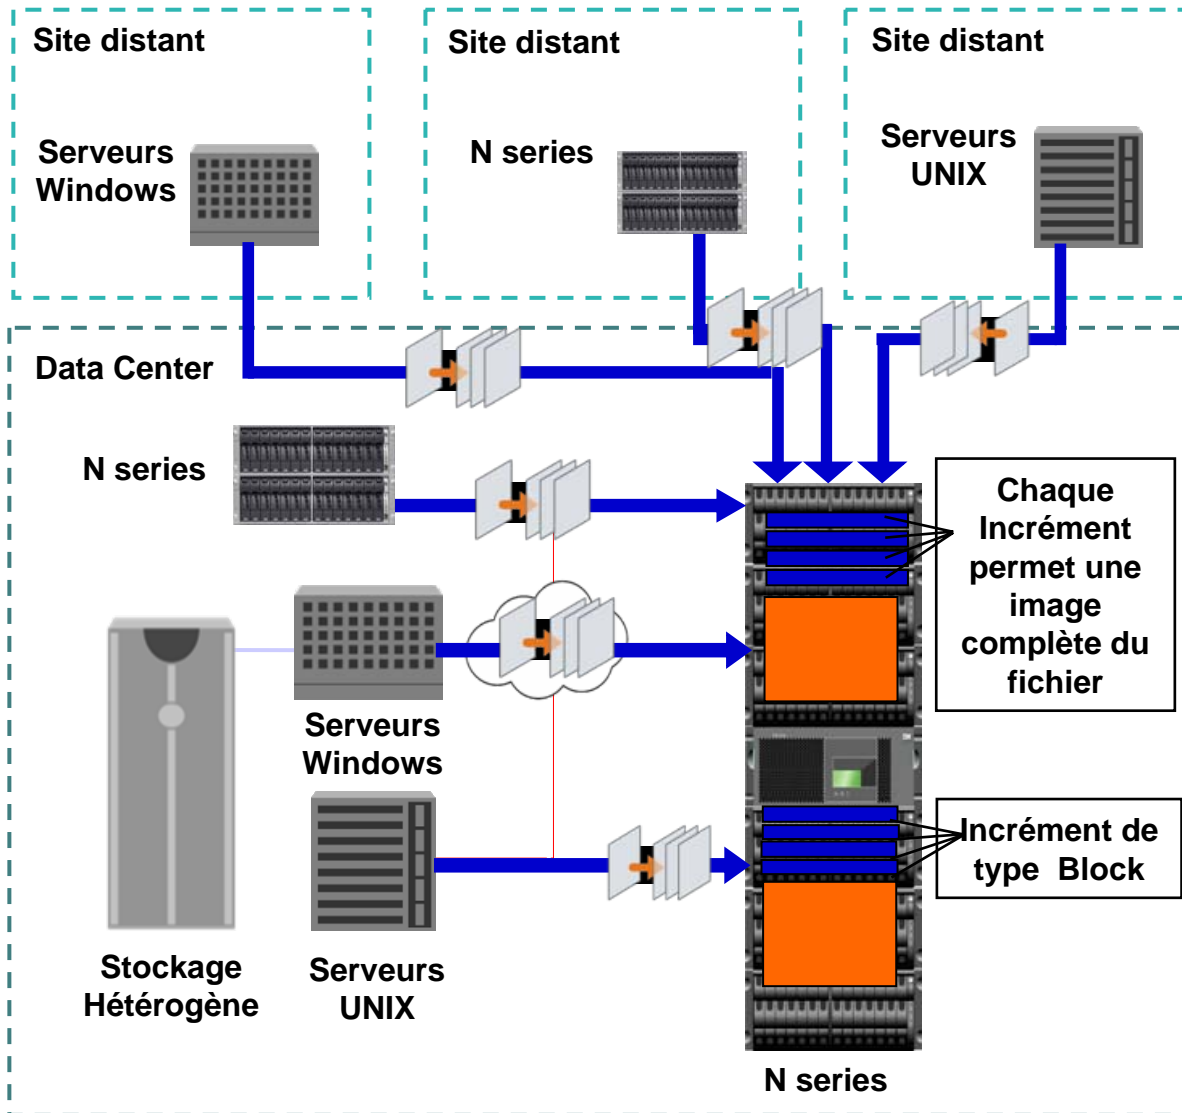 Site distant
Site distant
Site distant
Serveurs
Windows
N series
Serveurs
UNIX
Data Center
N series
Chaque
Incrément
permet une
image
complète du
fichier
Serveurs
Windows
Incrément de
type  Block
Stockage
Hétérogène
Serveurs
UNIX
N series